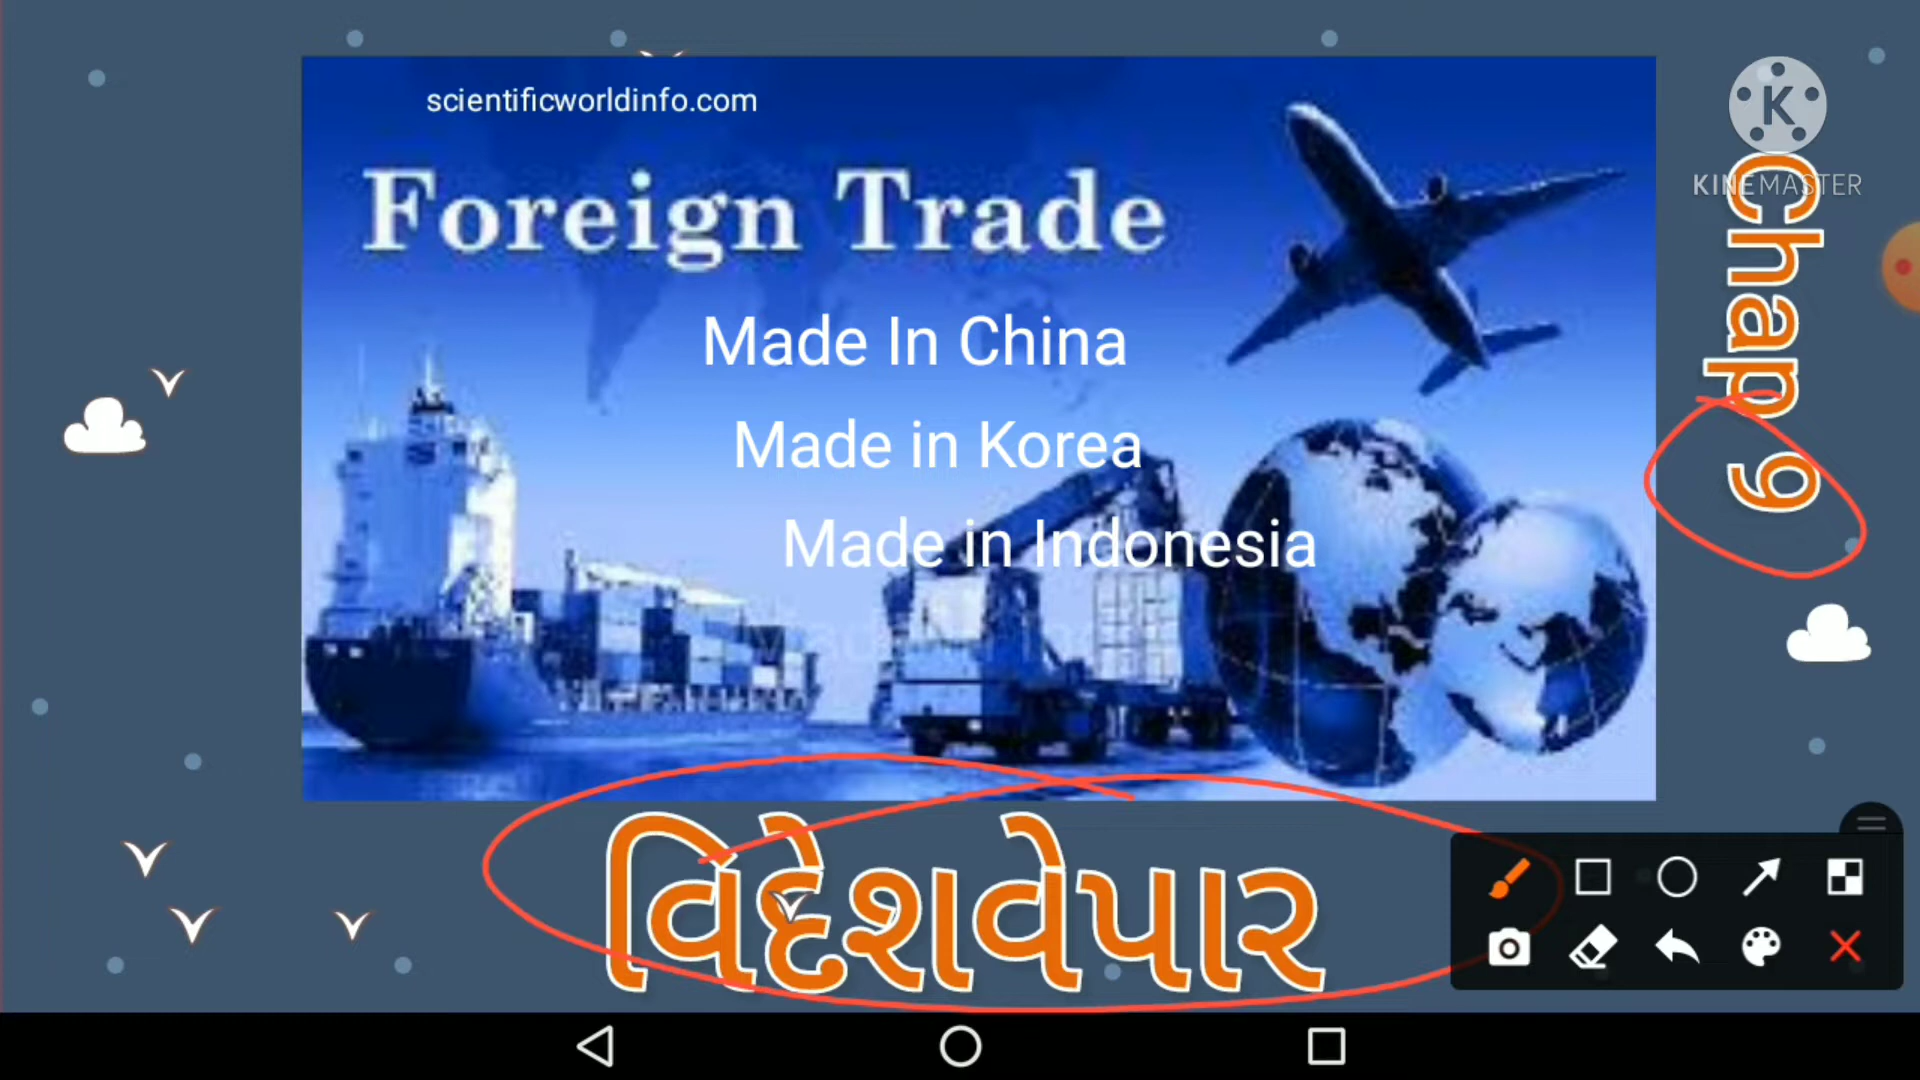 scientificworldinfo.com
Foreign Trade
Made In China
Made in Korea
Made in Indonesia
વિદેશવેપાર
Chap 9
K
KINEMASTER